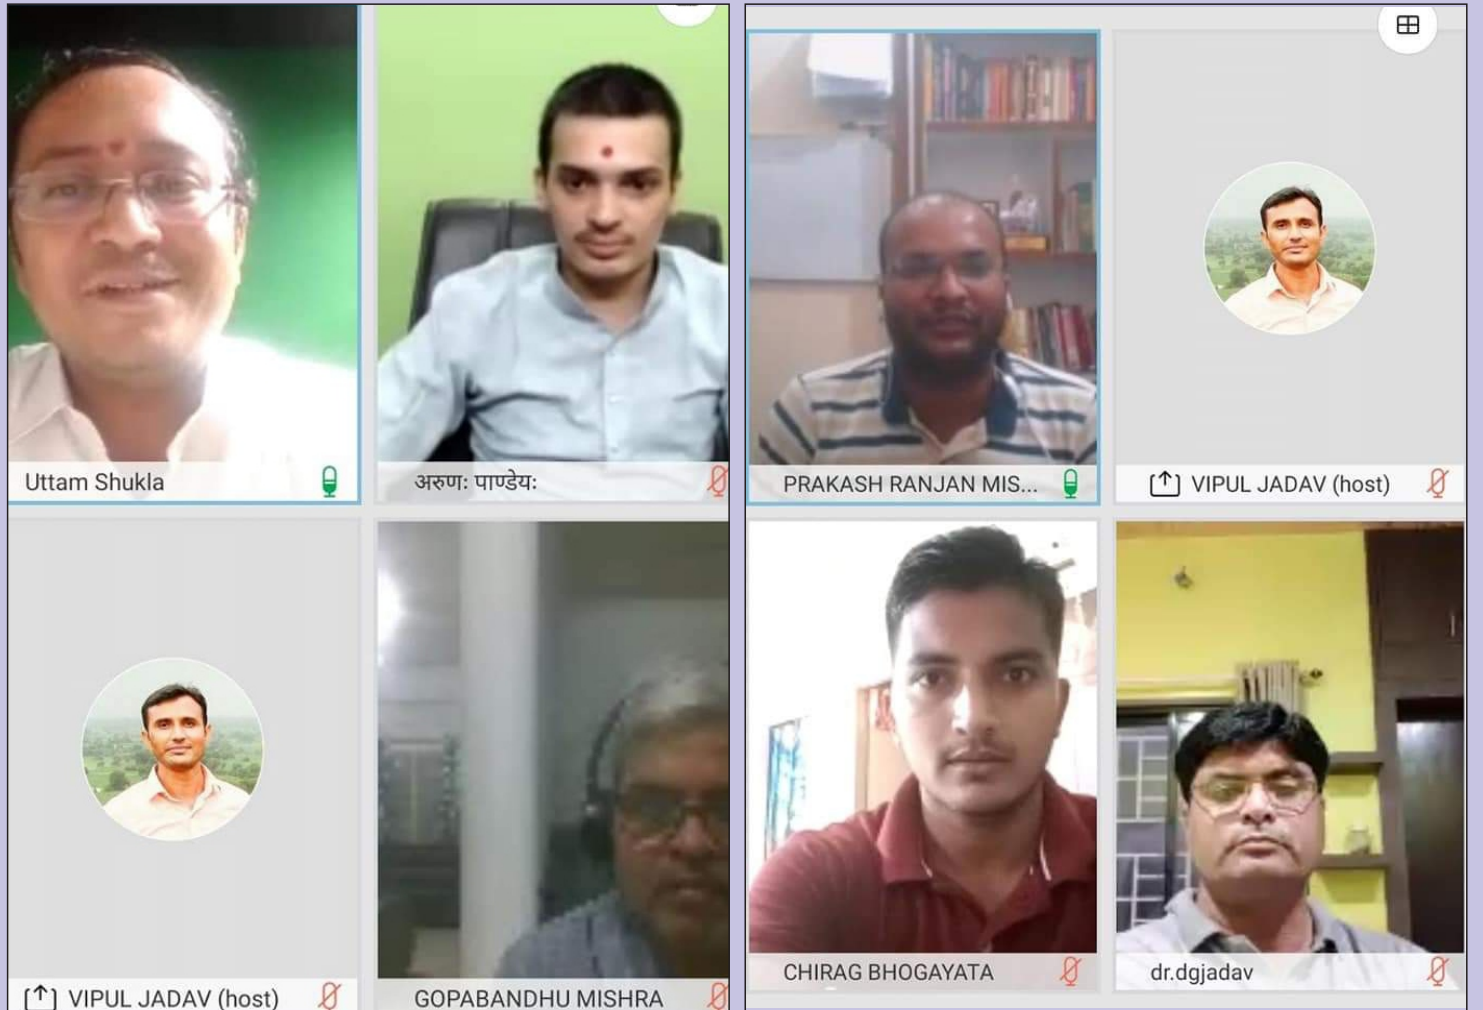 Uttam Shukla
अरुणः पाण्डेयः
VIPUL JADAV (host)
GOPABANDHU MISHRA
PRAKASH RANJAN MIS...
VIPUL JADAV (host)
CHIRAG BHOGAYATA
dr.dgjadav